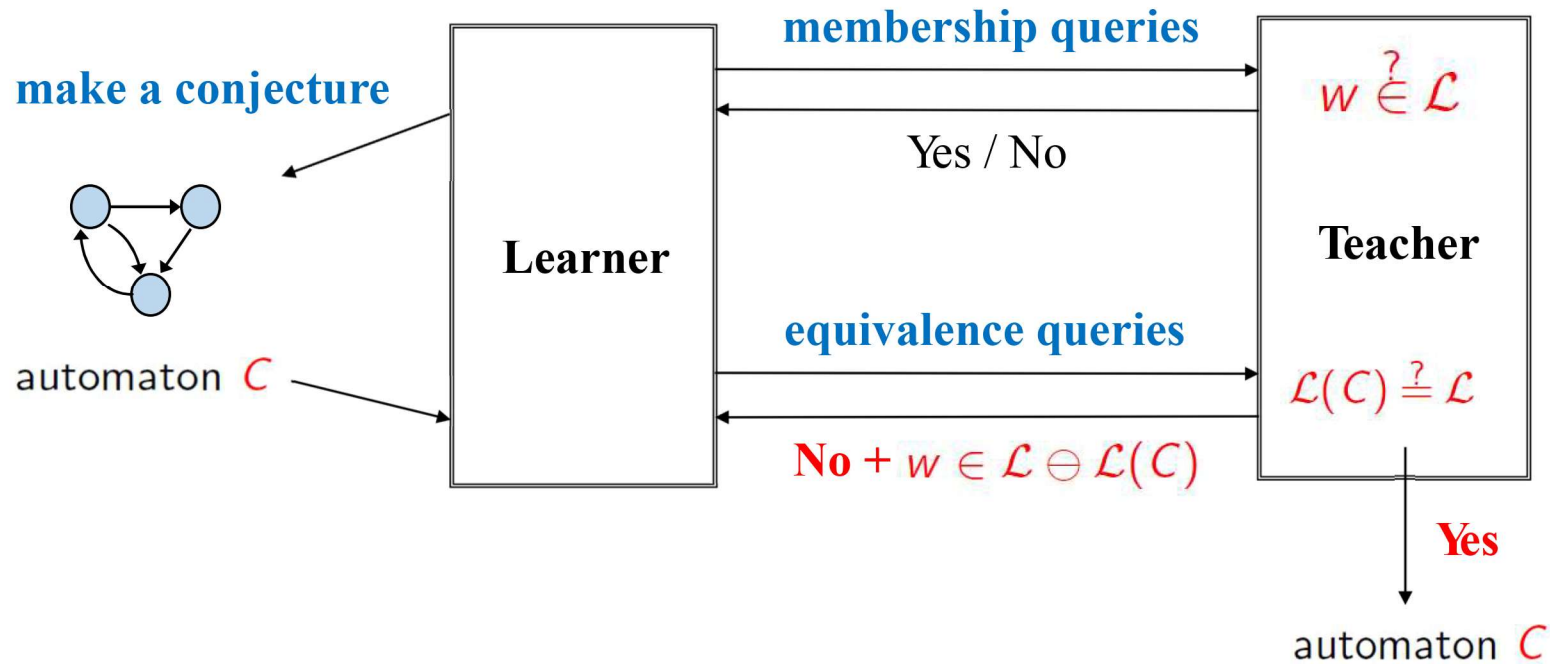 membership queries
make a conjecture
w ∈? ℒ
Yes / No
Learner
Teacher
equivalence queries
automaton C
ℒ(C) =? ℒ
No + w ∈ ℒ ⊖ ℒ(C)
Yes
automaton C